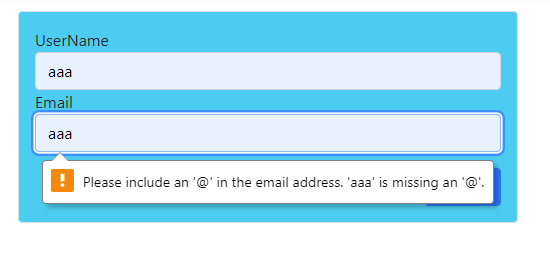 UserName
aaa
Email
aaa
Please include an '@' in the email address. 'aaa' is missing an '@'.